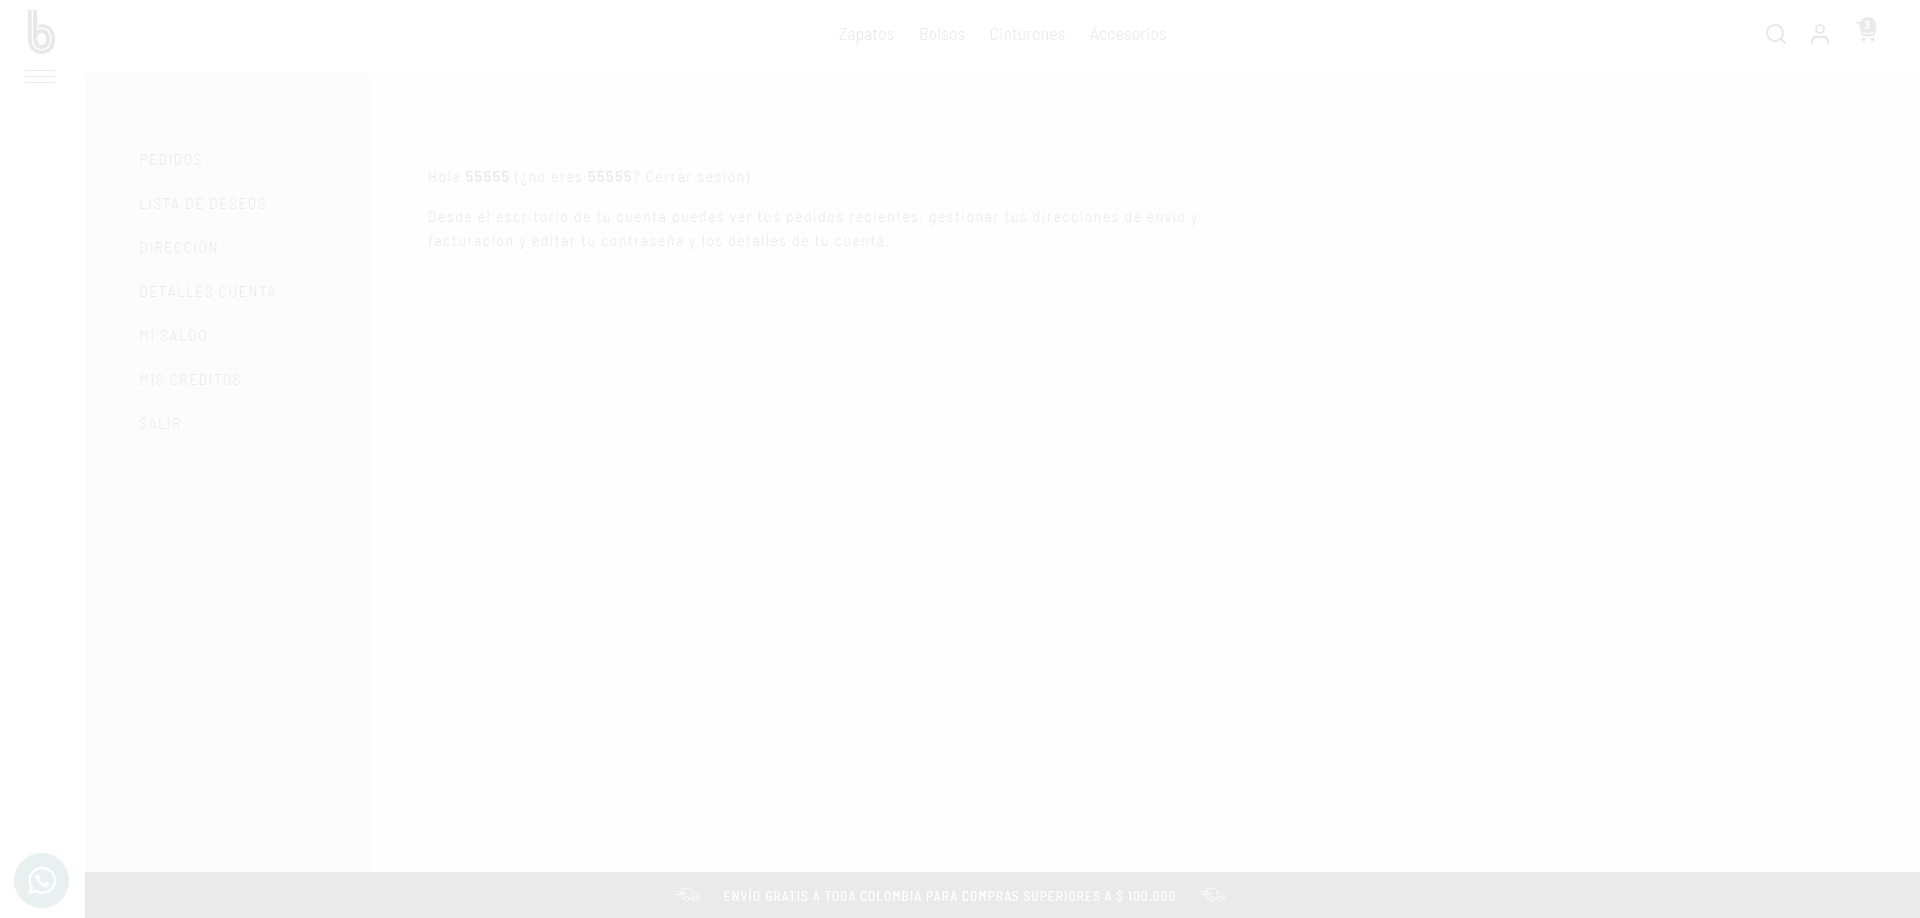 b
Zapatos Bolsos Cinturones Accesorios
3
PEDIDOS
LISTA DE DESEOS
DIRECCION
DETALLES CUENTA
MI SALDO
MIS CREDITOS
SALIR
Hola 55555 (¿no eres 55555? Cerrar sesión)
Desde el escritorio de tu cuenta puedes ver tus pedidos recientes, gestionar tus direcciones de envío y
facturación y editar tu contraseña y los detalles de tu cuenta.
ENVÍO GRATIS A TODA COLOMBIA PARA COMPRAS SUPERIORES A $ 100.000